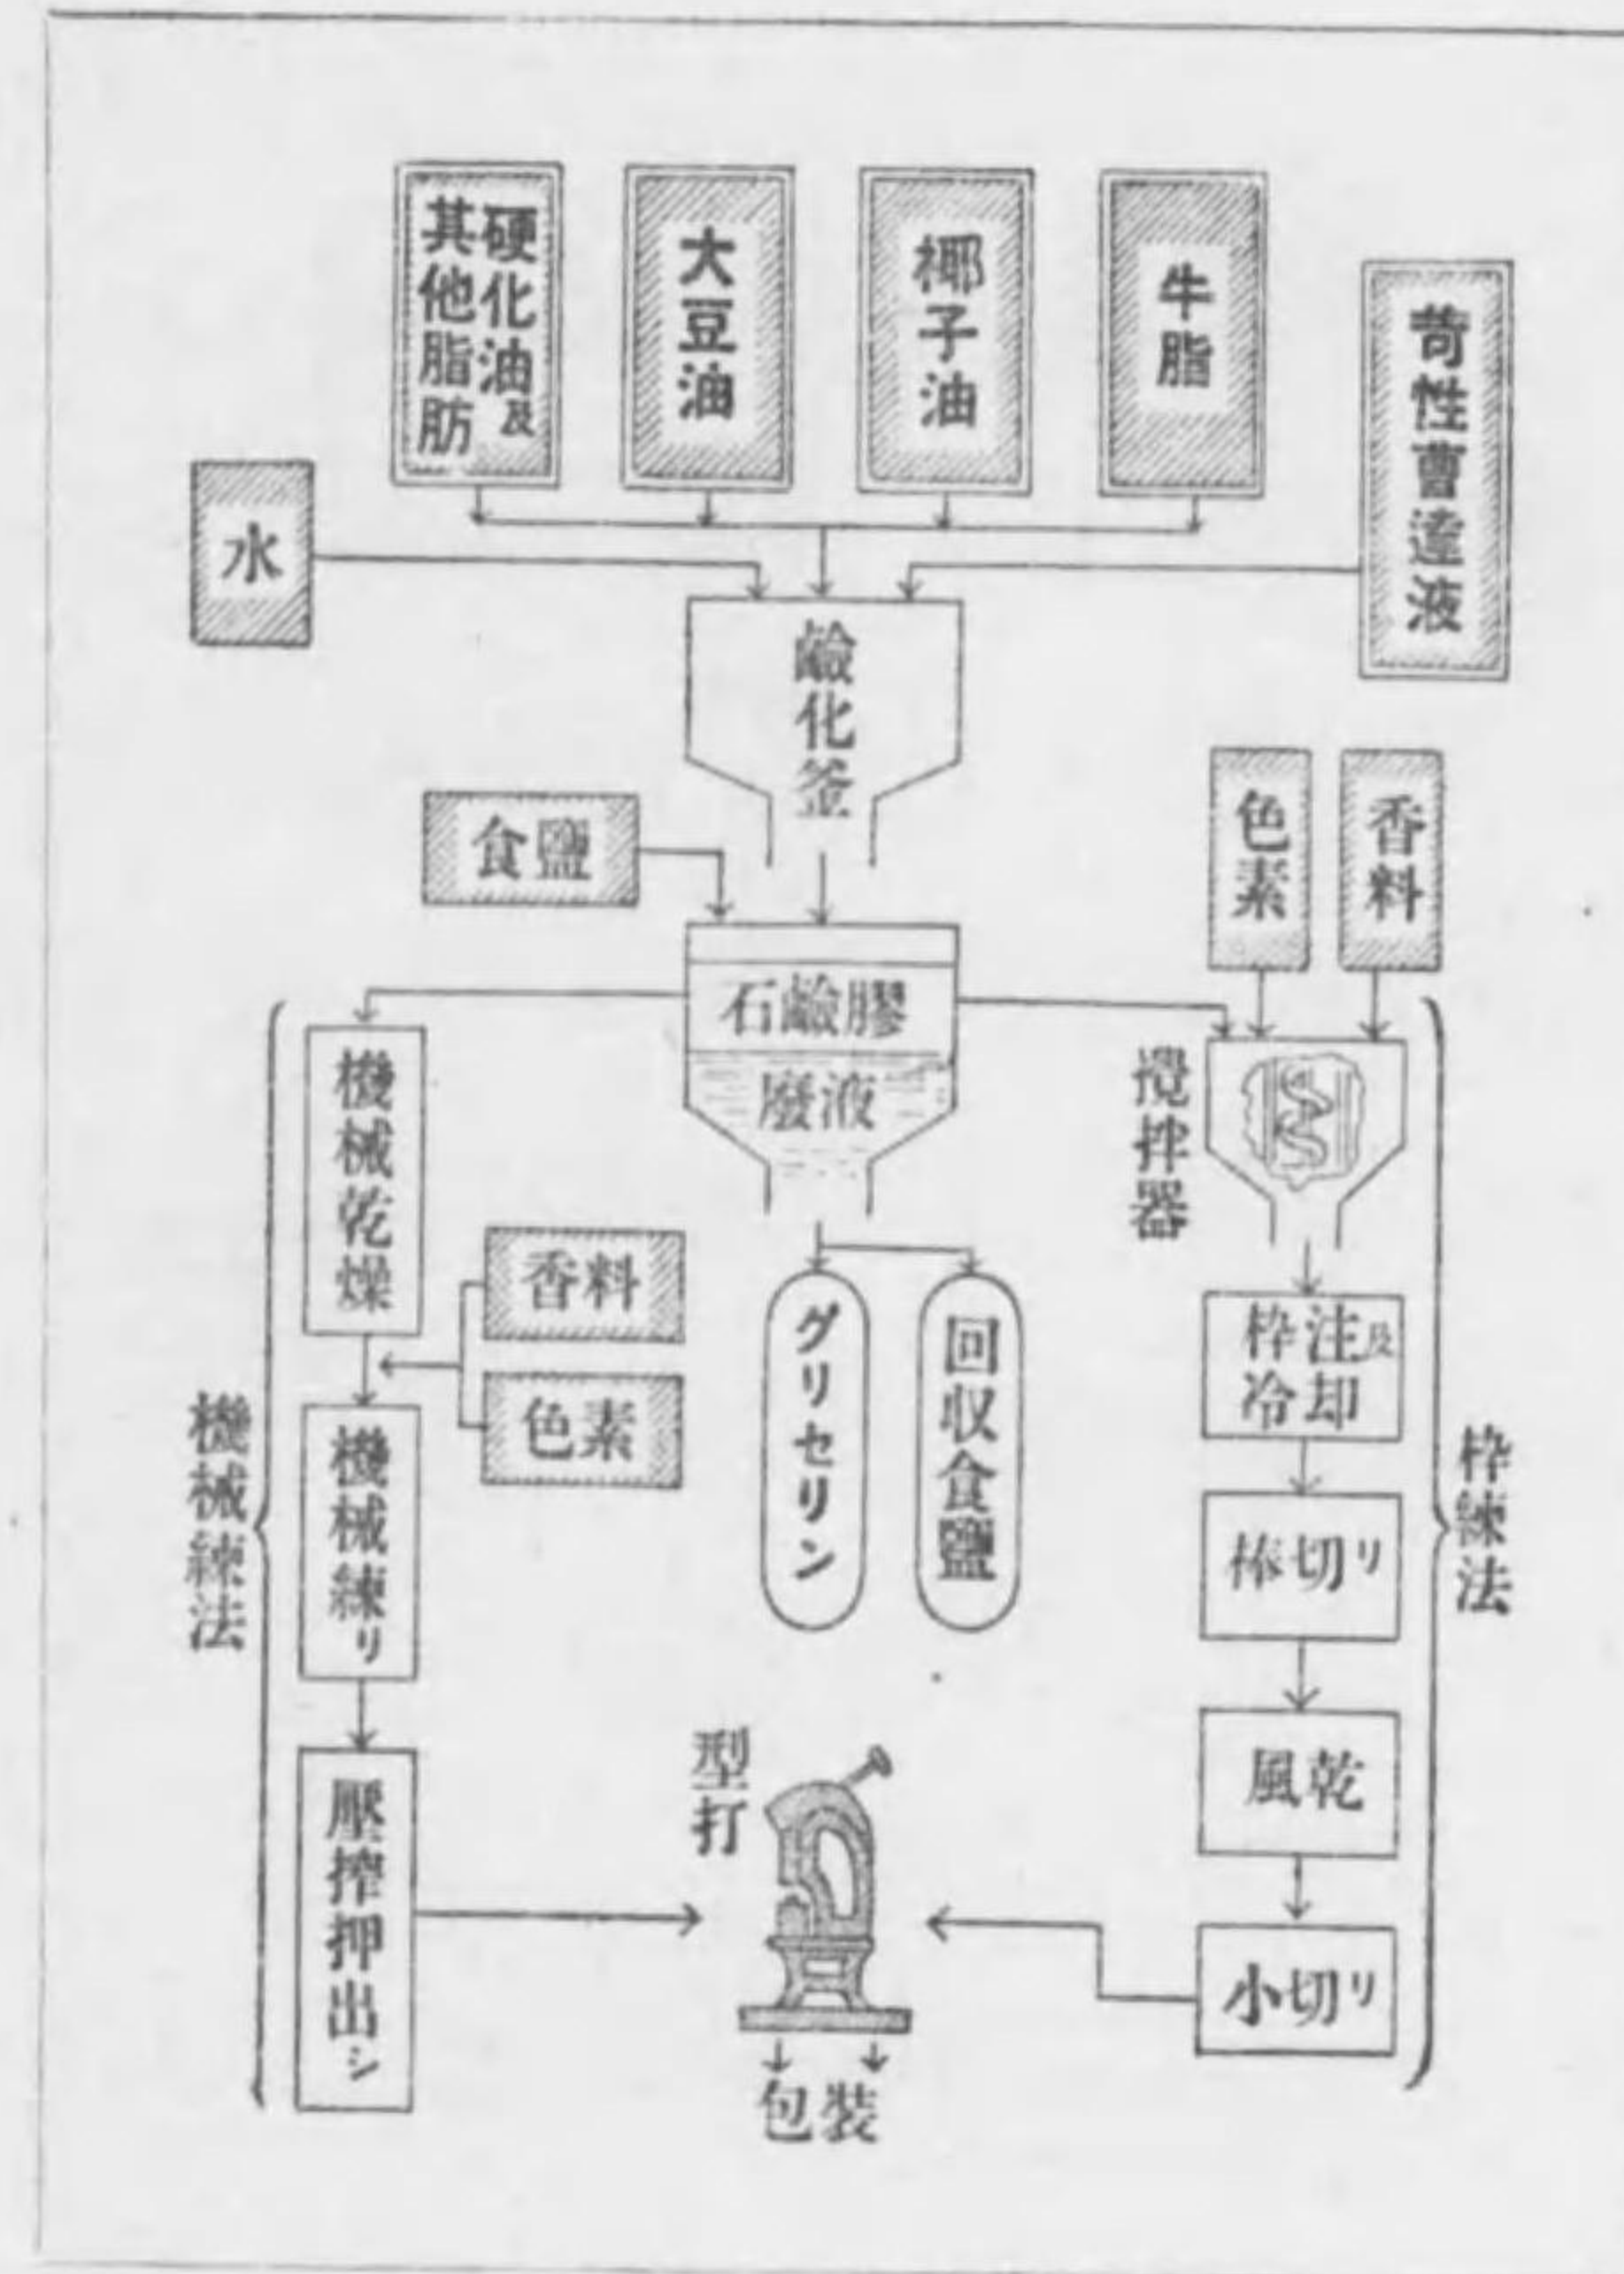 硬化油及
其他脂肪
大豆油
椰子油
牛脂
苛性曹達液
水
鹼化釜
食鹽
色素
香料
石鹼膠
廢液
攪拌器
機械乾燥
香料
色素
グリセリン
回収食鹽
枠注及
冷却
機械練法
機械練リ
棒切リ
枠練法
風乾
型打
壓搾押出シ
小切リ
包装